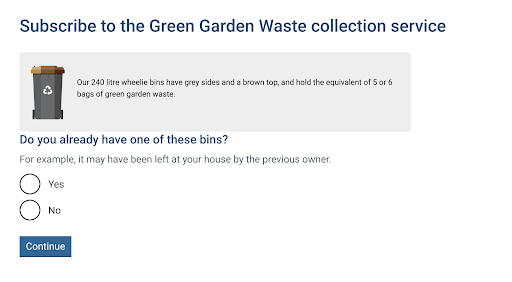 Subscribe to the Green Garden Waste collection service
Our 240 litre wheelie bins have grey sides and a brown top, and hold the equivalent of 5 or 6
bags of green garden waste.
Do you already have one of these bins?
For example, it may have been left at your house by the previous owner.
Yes
No
Continue